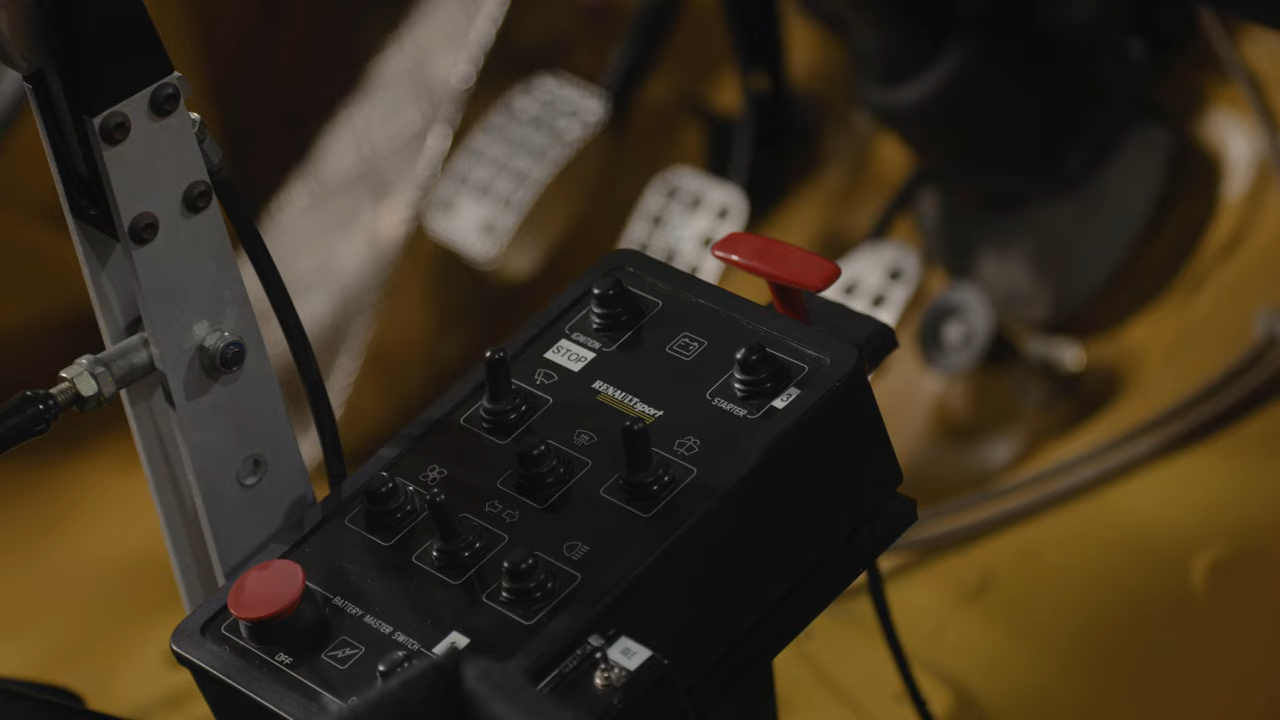 IGNITION
STOP
RENAULTsport
STARTER
3
BATTERY MASTER SWITCH
OFF
IDLE